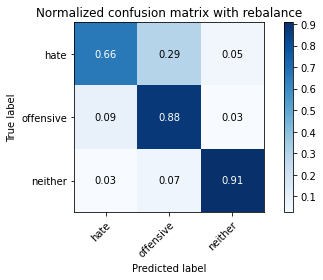 Normalized confusion matrix with rebalance
True label
hate 0.66 0.29 0.05
offensive 0.09 0.88 0.03
neither 0.03 0.07 0.91
hate offensive neither
Predicted label
0.9
0.8
0.7
0.6
0.5
0.4
0.3
0.2
0.1